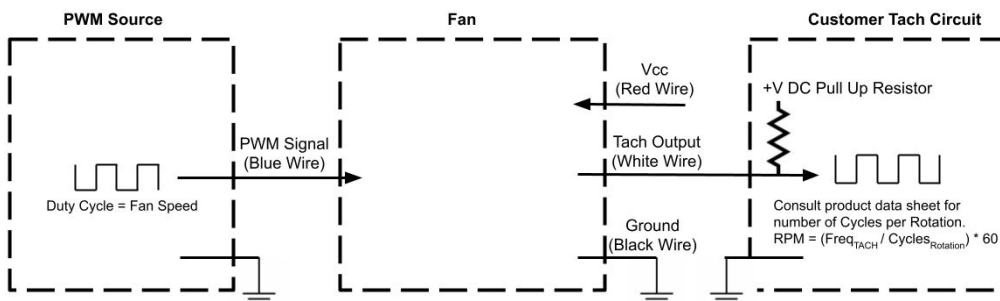 PWM Source
Fan
Customer Tach Circuit
Vcc
(Red Wire)
+V DC Pull Up Resistor
PWM Signal
(Blue Wire)
Tach Output
(White Wire)
Duty Cycle = Fan Speed
Consult product data sheet for
number of Cycles per Rotation.
RPM = (Freq_TACH / Cycles_Rotation) * 60
Ground
(Black Wire)